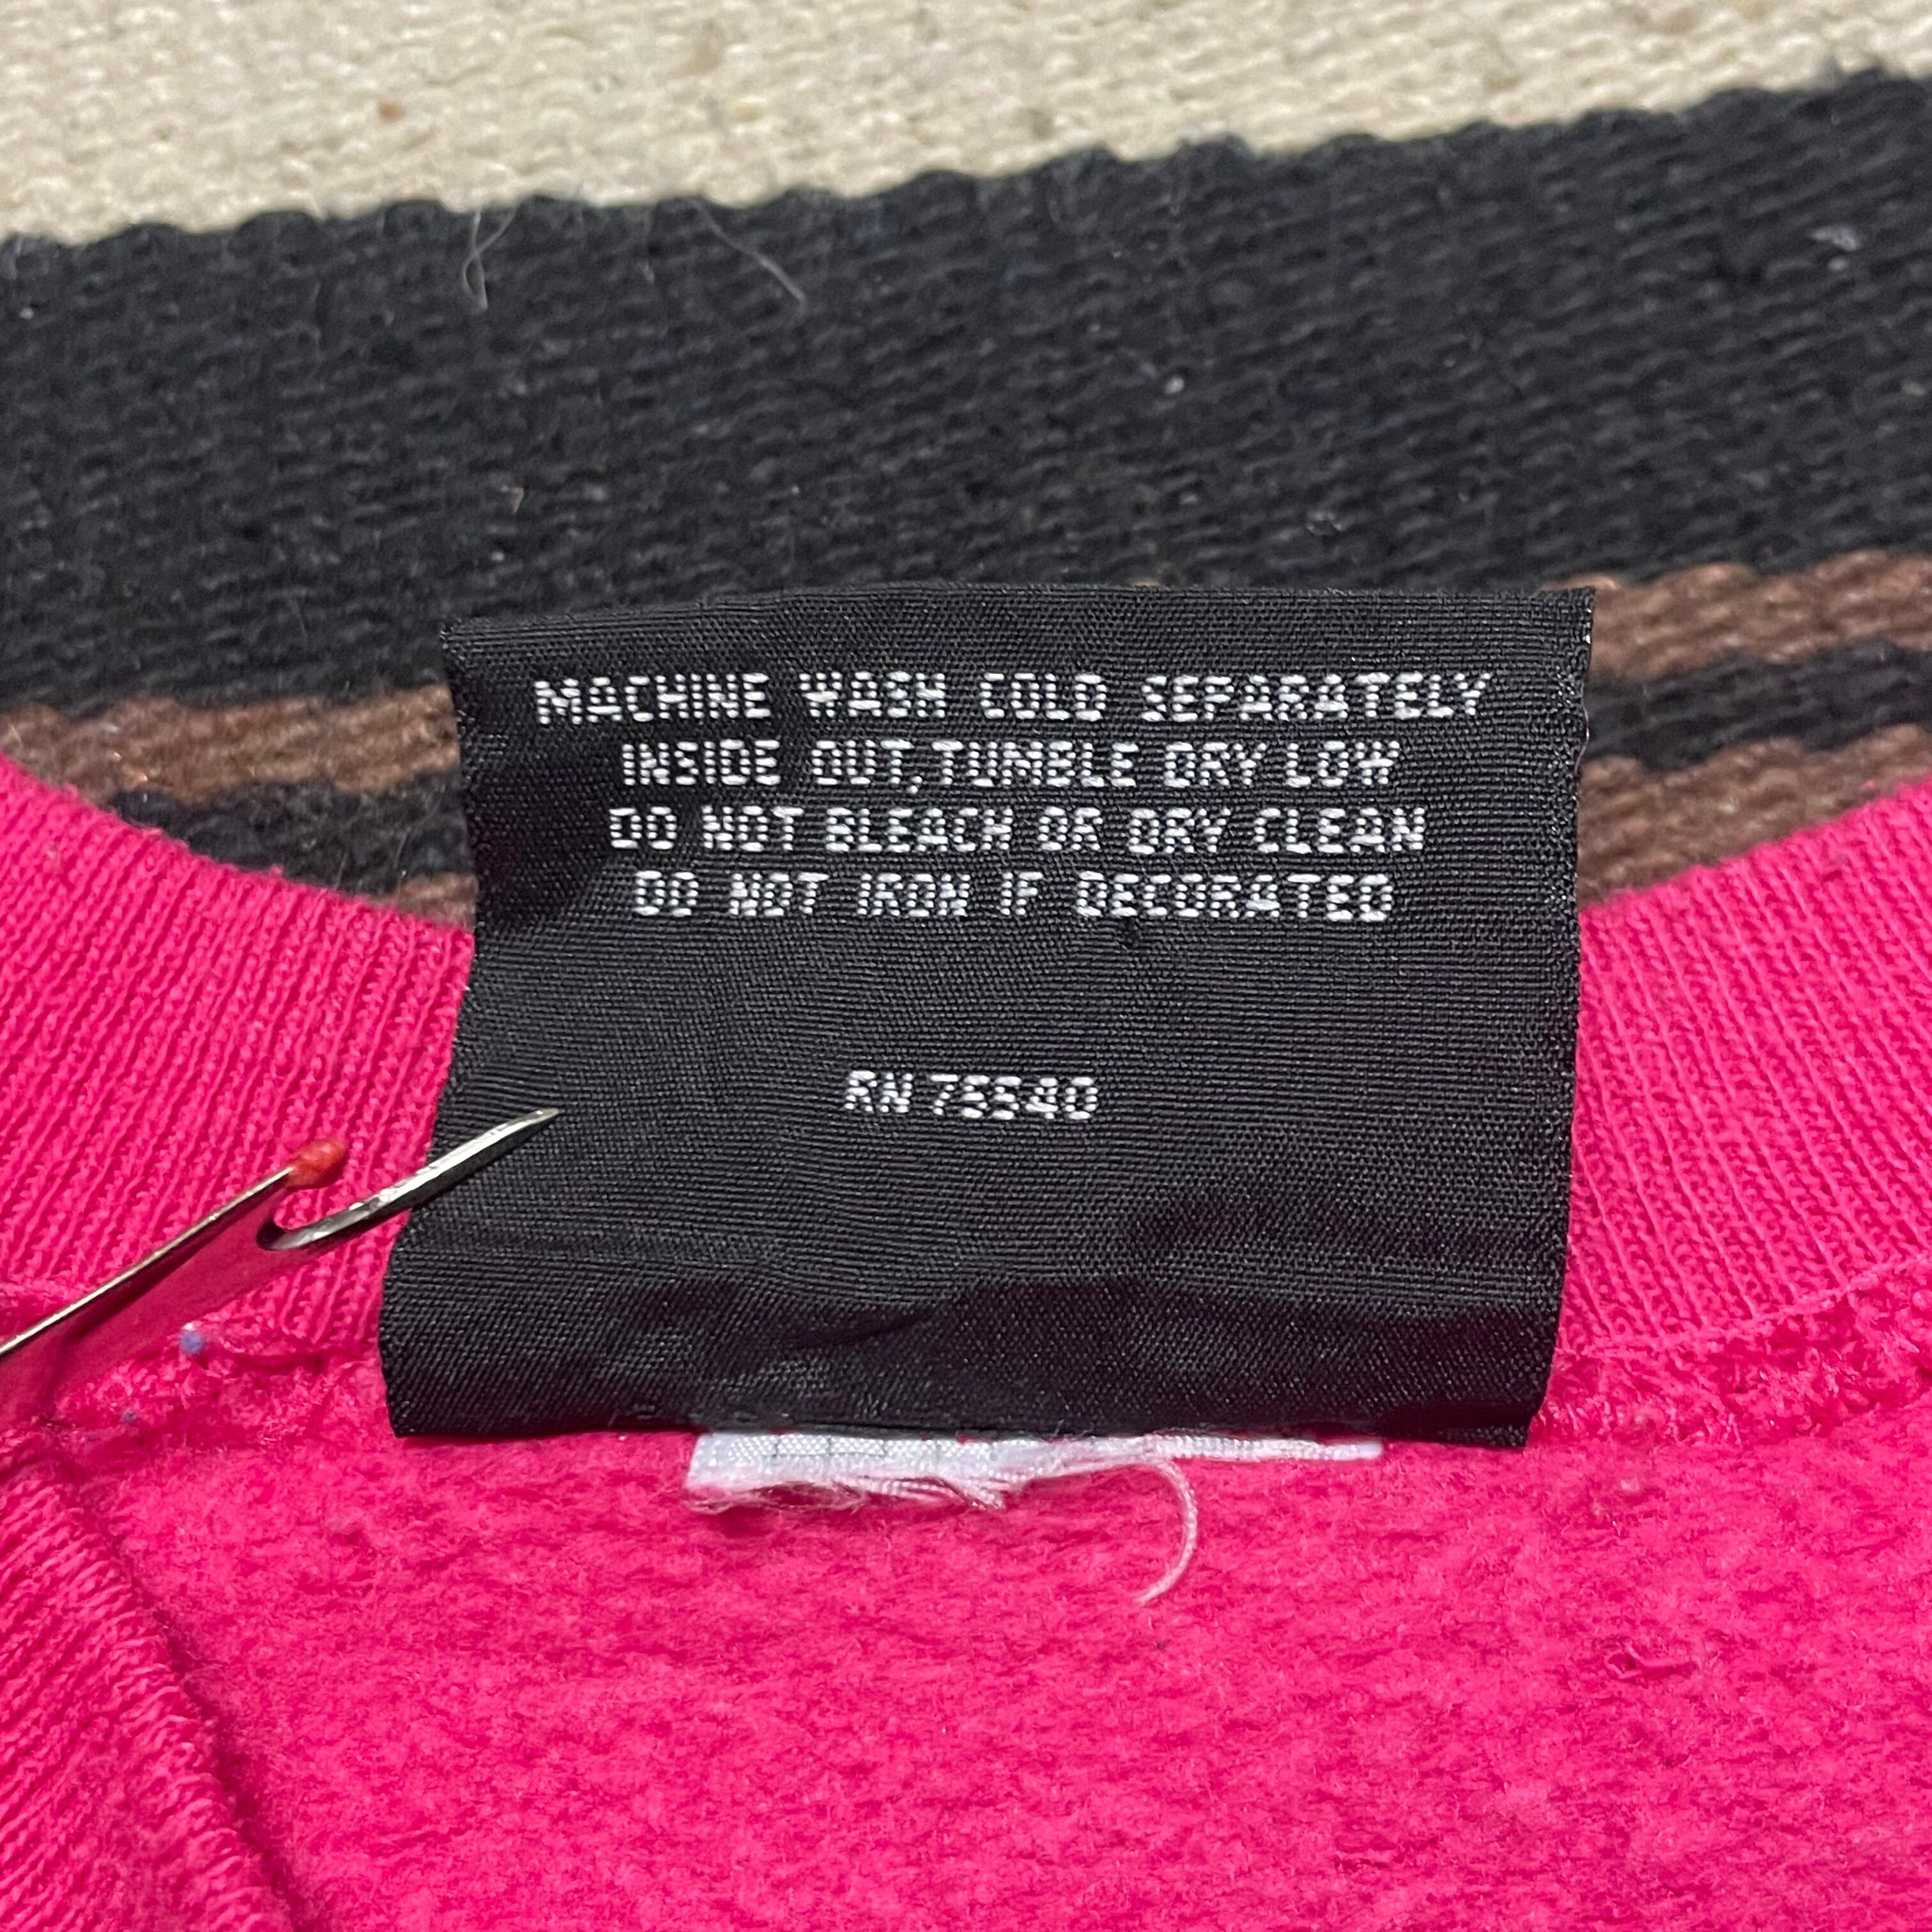 MACHINE WASH COLD SEPARATELY
INSIDE OUT, TUMBLE DRY LOW
DO NOT BLEACH OR DRY CLEAN
DO NOT IRON IF DECORATED
RN 75540